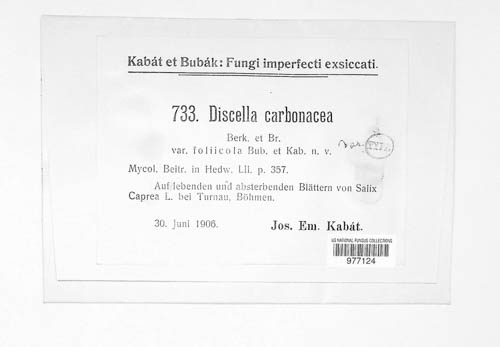 Kabát et Bubák: Fungi imperfecti exsiccati.
733. Discella carbonacea
Berk. et Br.
var. foliicola Bub. et Kab. n. v.
var.
Mycol. Beitr. in Hedw. LII. p. 357.
Auf lebenden und absterbenden Blättern von Salix
Caprea L. bei Turnau, Böhmen.
30. Juni 1906.
Jos. Em. Kabát.
US NATIONAL FUNGUS COLLECTIONS
977124